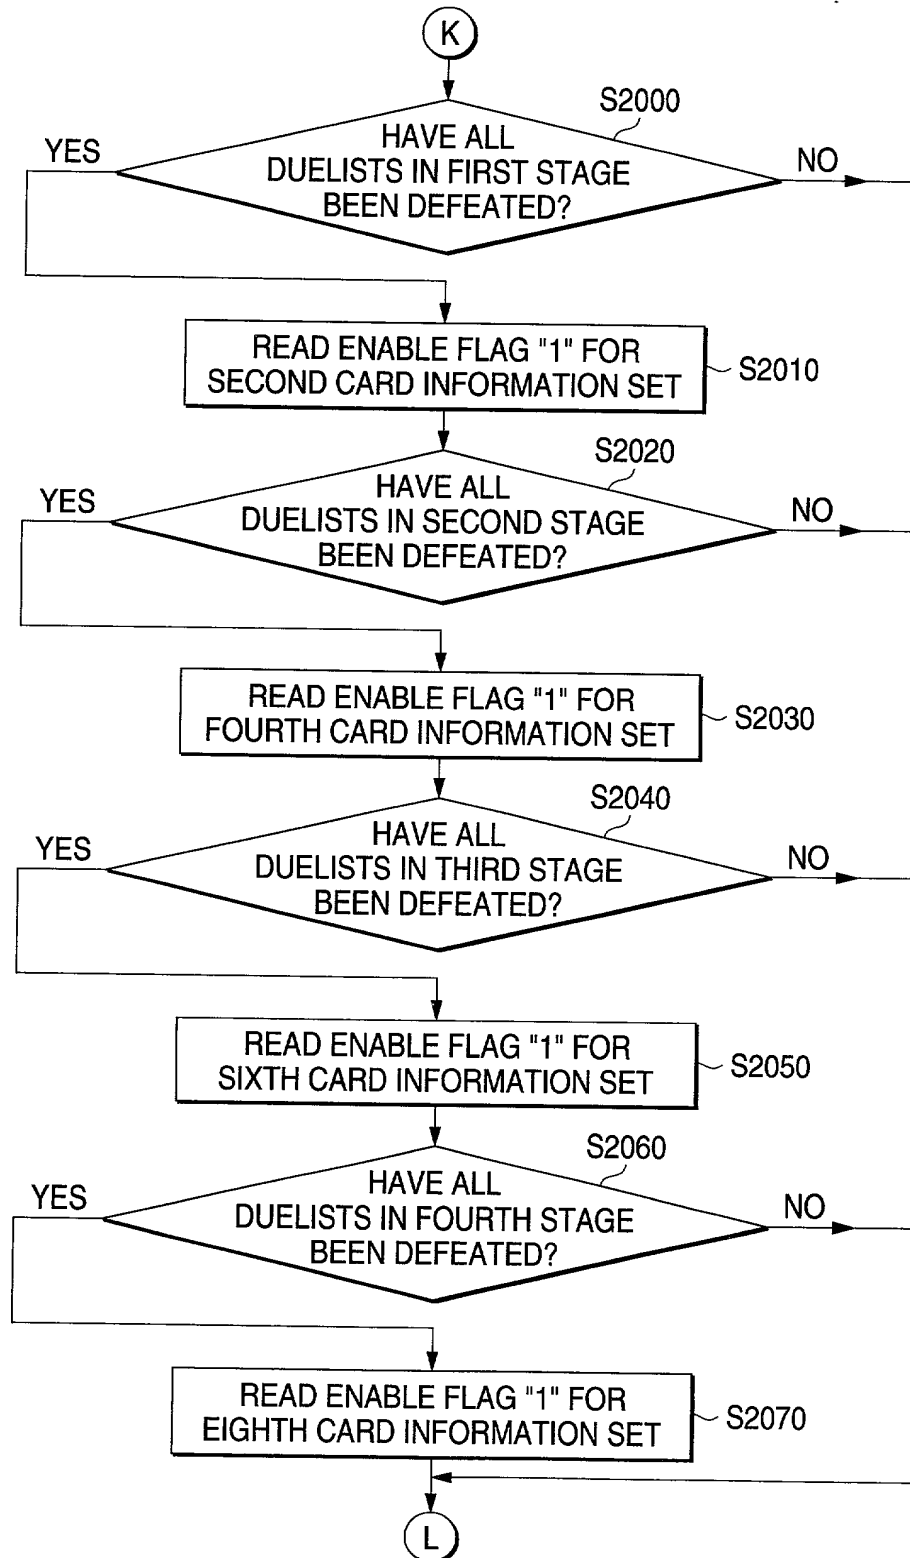 K
S2000
HAVE ALL
DUELISTS IN FIRST STAGE
BEEN DEFEATED?
YES
NO
READ ENABLE FLAG "1" FOR
SECOND CARD INFORMATION SET
S2010
S2020
HAVE ALL
DUELISTS IN SECOND STAGE
BEEN DEFEATED?
YES
NO
READ ENABLE FLAG "1" FOR
FOURTH CARD INFORMATION SET
S2030
S2040
HAVE ALL
DUELISTS IN THIRD STAGE
BEEN DEFEATED?
YES
NO
READ ENABLE FLAG "1" FOR
SIXTH CARD INFORMATION SET
S2050
S2060
HAVE ALL
DUELISTS IN FOURTH STAGE
BEEN DEFEATED?
YES
NO
READ ENABLE FLAG "1" FOR
EIGHTH CARD INFORMATION SET
S2070
L